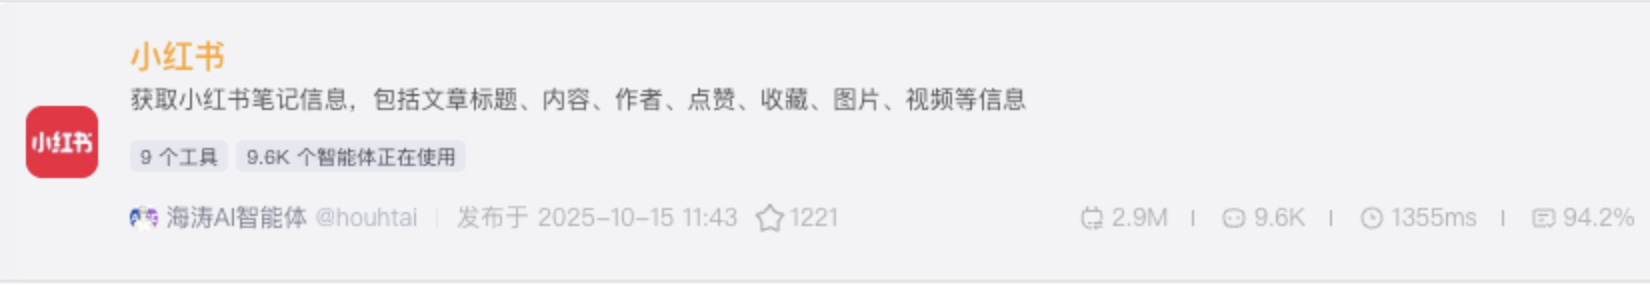 小红书
获取小红书笔记信息，包括文章标题、内容、作者、点赞、收藏、图片、视频等信息
小红书
9 个工具 9.6K 个智能体正在使用
海涛AI智能体 @houhtai | 发布于 2025-10-15 11:43 1221 2.9M | 9.6K | 1355ms | 94.2%